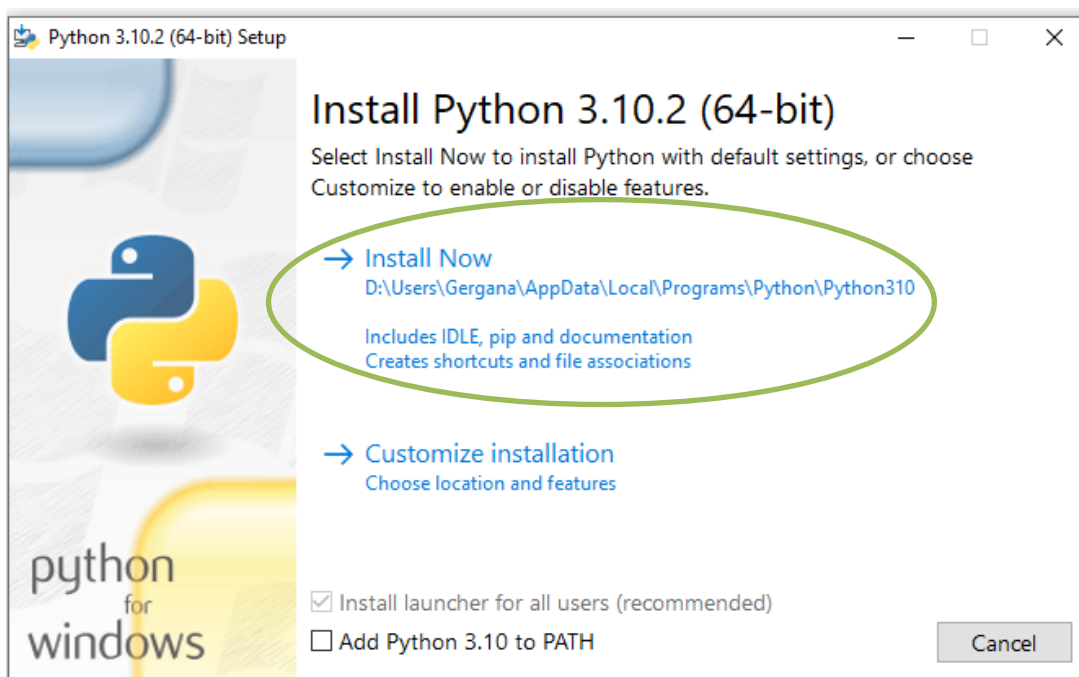 Python 3.10.2 (64-bit) Setup
Install Python 3.10.2 (64-bit)
Select Install Now to install Python with default settings, or choose
Customize to enable or disable features.
Install Now
D:\Users\Gergana\AppData\Local\Programs\Python\Python310
Includes IDLE, pip and documentation
Creates shortcuts and file associations
Customize installation
Choose location and features
python
for
windows
Install launcher for all users (recommended)
Add Python 3.10 to PATH
Cancel